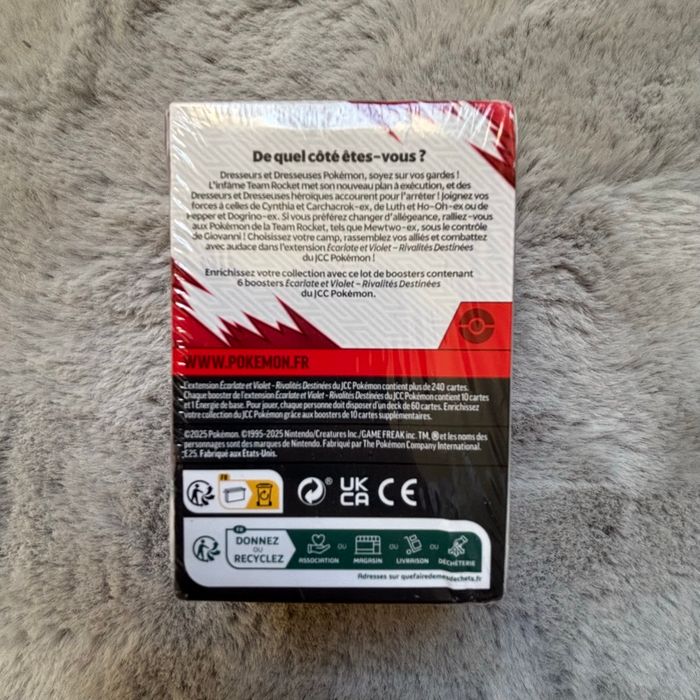 De quel côté êtes-vous ?
Dresseurs et Dresseuses Pokémon, soyez sur vos gardes !
L'infâme Team Rocket met son nouveau plan à exécution, et des
Dresseurs et Dresseuses héroïques accourent pour l'arrêter ! Joignez vos
forces à celles de Cynthia et Carchacrok-ex, de Luth et Ho-Oh-ex ou de
Pepper et Dogrino-ex. Si vous préférez changer d'allégeance, ralliez-vous
aux Pokémon de la Team Rocket, tels que Mewtwo-ex, sous le contrôle
de Giovanni ! Choisissez votre camp, rassemblez vos alliés et combattez
avec audace dans l'extension Écarlate et Violet – Rivalités Destinées
du JCC Pokémon !
Enrichissez votre collection avec ce lot de boosters contenant
6 boosters Écarlate et Violet – Rivalités Destinées
du JCC Pokémon.
WWW.POKEMON.FR
L'extension Écarlate et Violet - Rivalités Destinées du JCC Pokémon contient plus de 240 cartes.
Chaque booster de l'extension Écarlate et Violet - Rivalités Destinées du JCC Pokémon contient 10 cartes
et 1 Énergie de base. Pour jouer, chaque personne doit disposer d'un deck de 60 cartes. Enrichissez
votre collection du JCC Pokémon grâce aux boosters de 10 cartes supplémentaires.
©2025 Pokémon. ©1995-2025 Nintendo/Creatures Inc./GAME FREAK inc. TM, ® et les noms des
personnages sont des marques de Nintendo. Fabriqué par The Pokémon Company International.
E25. Fabriqué aux États-Unis.
FR
UK
CA CE
FR
DONNEZ
OU
RECYCLEZ
ASSOCIATION OU MAGASIN OU LIVRAISON OU DÉCHÈTERIE
Adresses sur quefairedemesdechets.fr